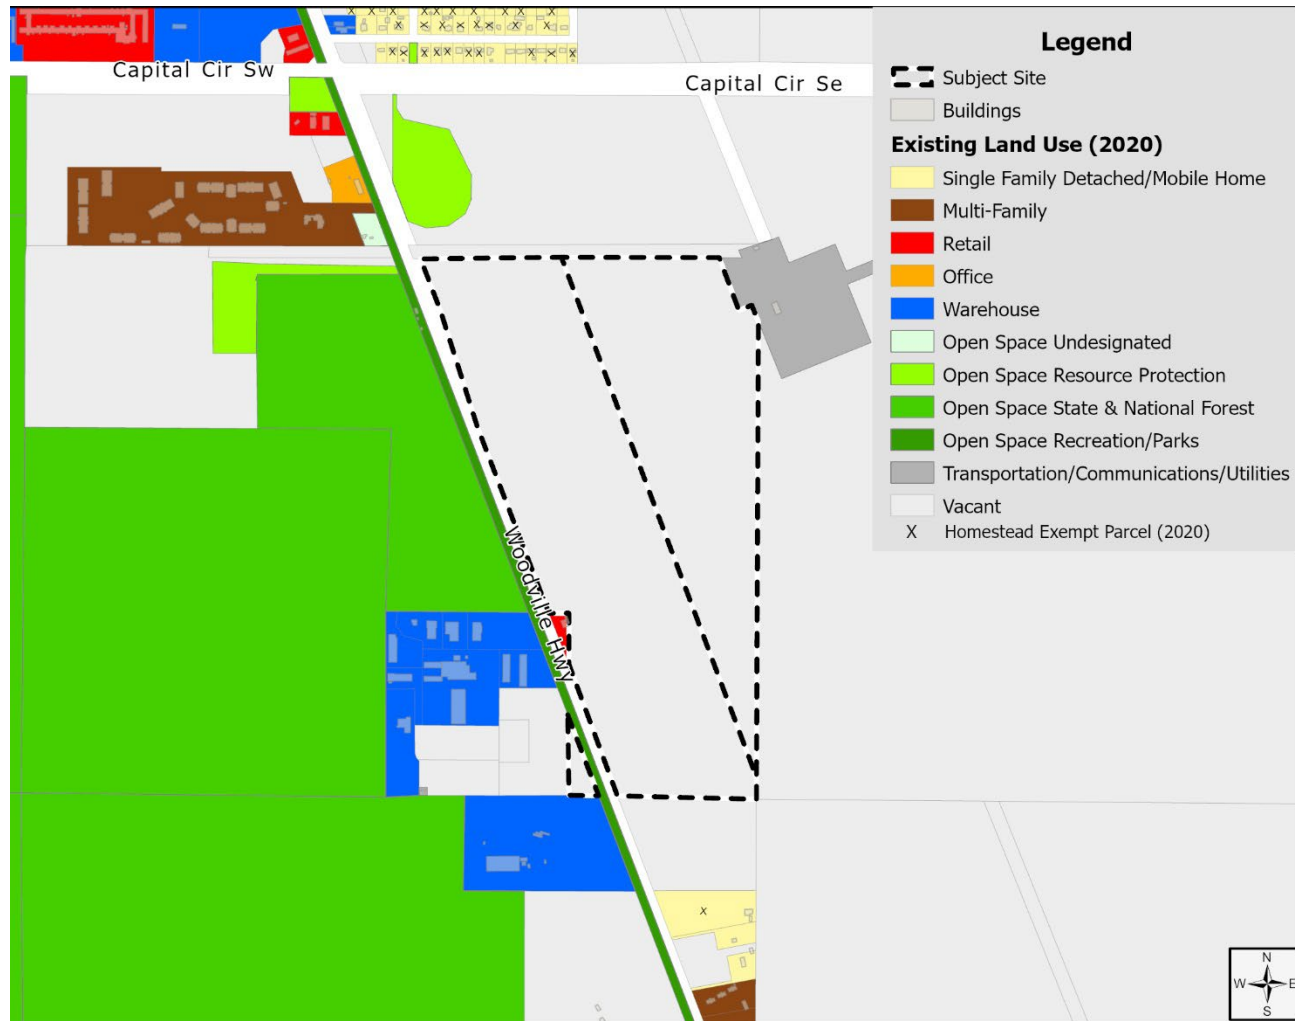 Capital Cir Sw
Capital Cir Se
Woodville Hwy
X
Legend
Subject Site
Buildings
Existing Land Use (2020)
Single Family Detached/Mobile Home
Multi-Family
Retail
Office
Warehouse
Open Space Undesignated
Open Space Resource Protection
Open Space State & National Forest
Open Space Recreation/Parks
Transportation/Communications/Utilities
Vacant
X Homestead Exempt Parcel (2020)
N
W E
S